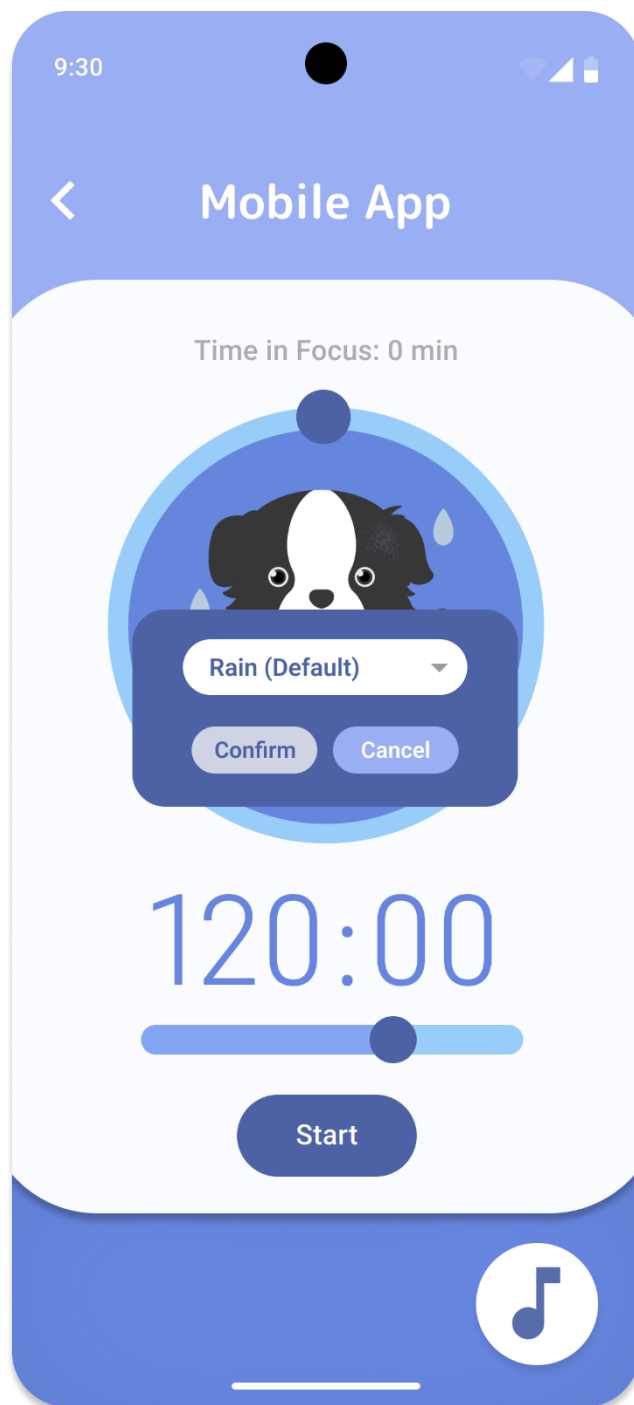 9:30
Mobile App
Time in Focus: 0 min
Rain (Default)
Confirm Cancel
120:00
Start